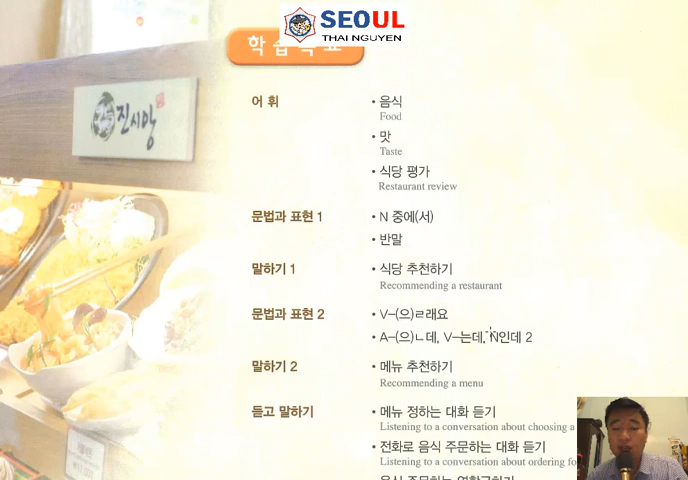 SEOUL
THAI NGUYEN
학습목표
진시황
어휘
• 음식
Food
• 맛
Taste
• 식당 평가
Restaurant review
문법과 표현 1
• N 중에(서)
• 반말
말하기 1
• 식당 추천하기
Recommending a restaurant
문법과 표현 2
• V-(으)ㄹ래요
• A-(으)ㄴ데, V-는데, N인데 2
말하기 2
• 메뉴 추천하기
Recommending a menu
듣고 말하기
• 메뉴 정하는 대화 듣기
Listening to a conversation about choosing a
• 전화로 음식 주문하는 대화 듣기
Listening to a conversation about ordering fo